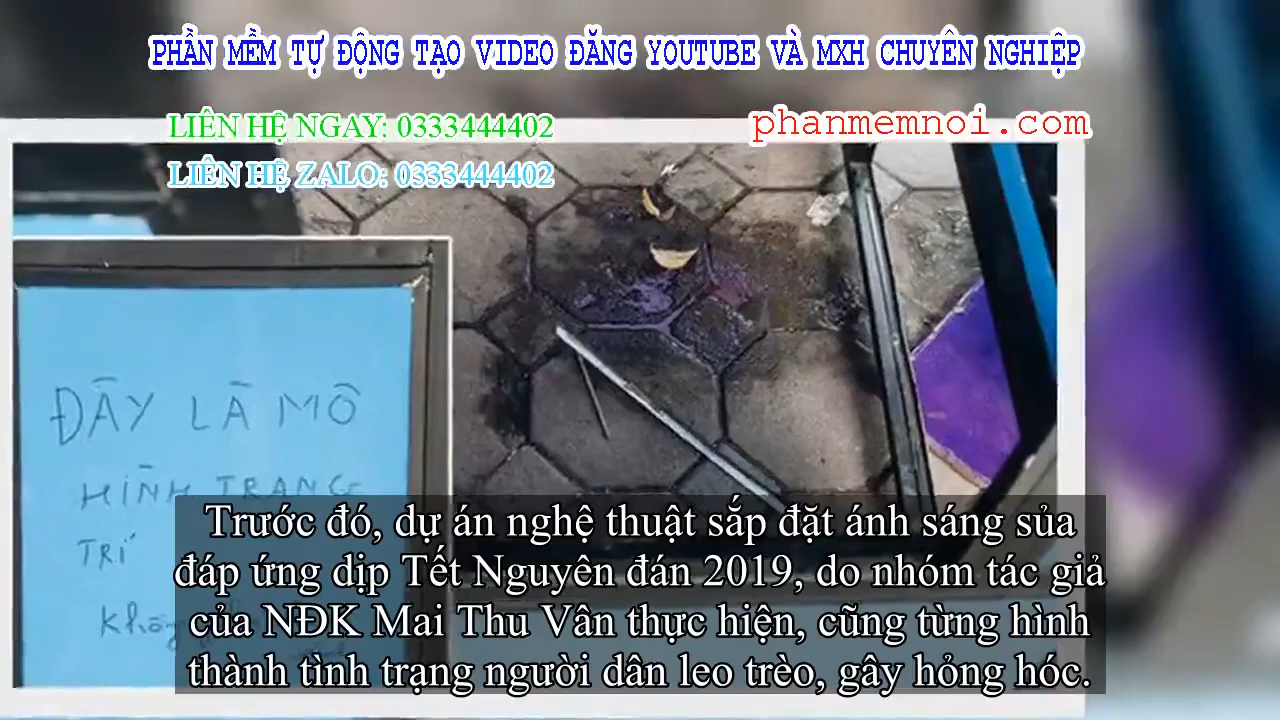 PHẦN MỀM TỰ ĐỘNG TẠO VIDEO ĐĂNG YOUTUBE VÀ MXH CHUYÊN NGHIỆP
LIÊN HỆ NGAY: 0333444402
phanmemnoi.com
LIÊN HỆ ZALO: 0333444402
ĐÂY LÀ MÔ
HÌNH TRANG
TRÍ
Trước đó, dự án nghệ thuật sắp đặt ánh sáng sủa
đáp ứng dịp Tết Nguyên đán 2019, do nhóm tác giả
của NĐK Mai Thu Vân thực hiện, cũng từng hình
thành tình trạng người dân leo trèo, gây hỏng hóc.